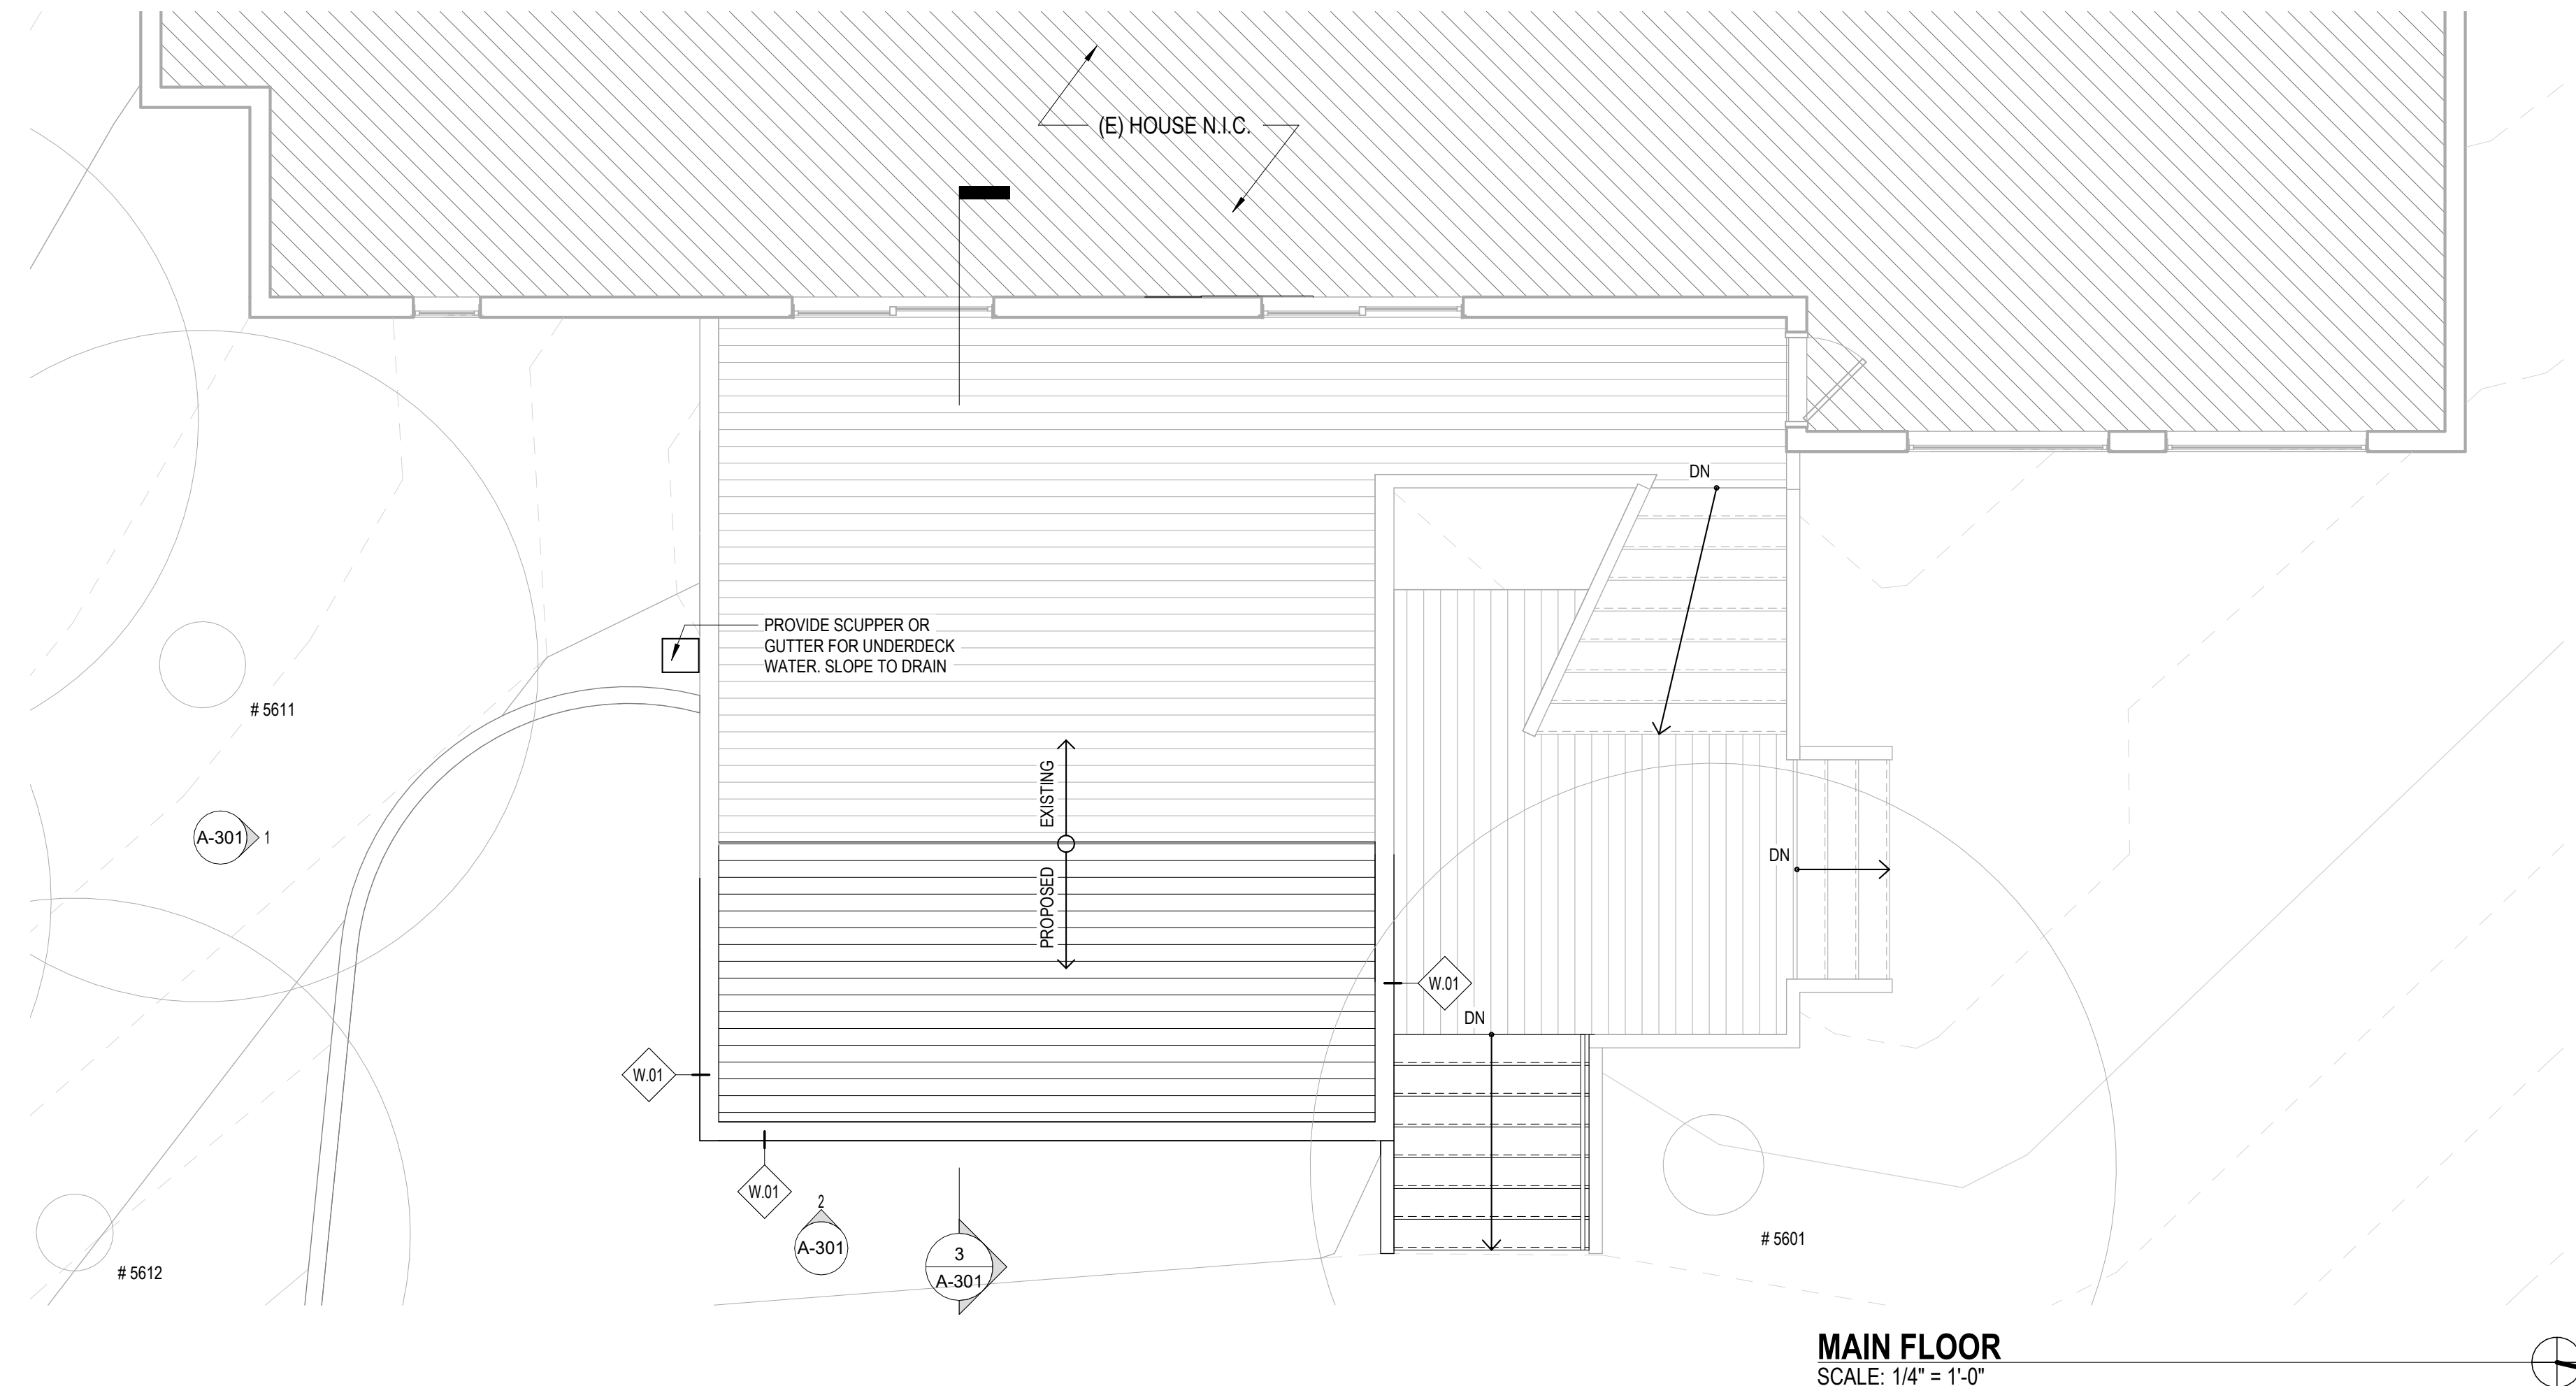 (E) HOUSE N.I.C.
DN
PROVIDE SCUPPER OR
GUTTER FOR UNDERDECK
WATER. SLOPE TO DRAIN
# 5611
EXISTING
A-301
1
DN
PROPOSED
W.01
DN
W.01
W.01
2
A-301
3
A-301
# 5601
# 5612
MAIN FLOOR
SCALE: 1/4" = 1'-0"